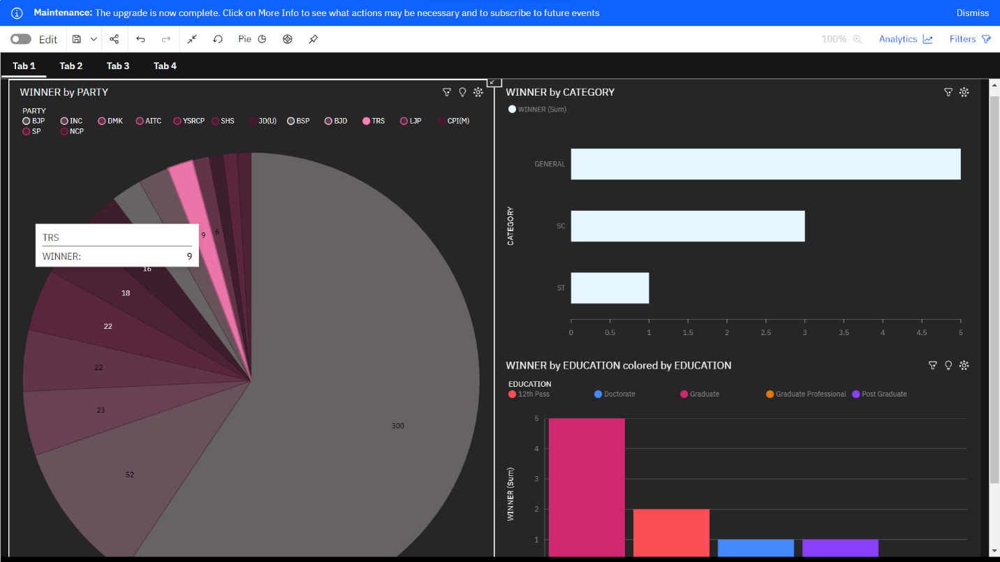 Maintenance: The upgrade is now complete. Click on More Info to see what actions may be necessary and to subscribe to future events
Dismiss
Edit
Pie
100%
Analytics
Filters
Tab 1
Tab 2
Tab 3
Tab 4
WINNER by PARTY
PARTY
BJP INC DMK AITC YSRCP SHS JD(U) BSP BJD TRS LJP CPI(M)
SP NCP
TRS
WINNER: 9
9
6
16
18
22
22
23
52
300
WINNER by CATEGORY
WINNER (Sum)
CATEGORY
GENERAL
SC
ST
0 0.5 1 1.5 2 2.5 3 3.5 4 4.5 5
WINNER by EDUCATION colored by EDUCATION
EDUCATION
12th Pass Doctorate Graduate Graduate Professional Post Graduate
WINNER (Sum)
5
4
3
2
1